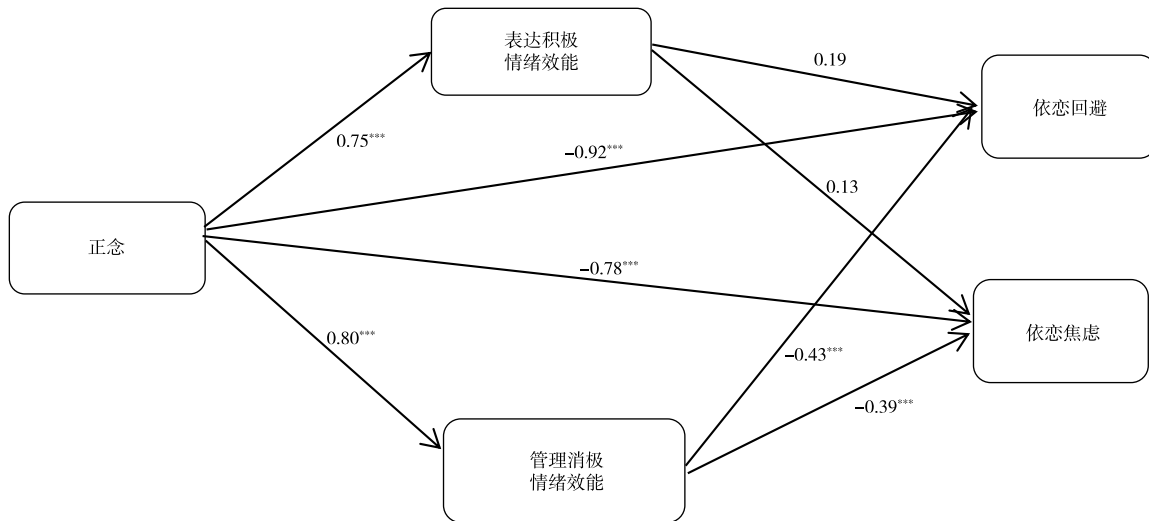 表达积极
情绪效能
0.19
依恋回避
0.75***
−0.92***
0.13
正念
−0.78***
0.80***
−0.43***
依恋焦虑
−0.39***
管理消极
情绪效能